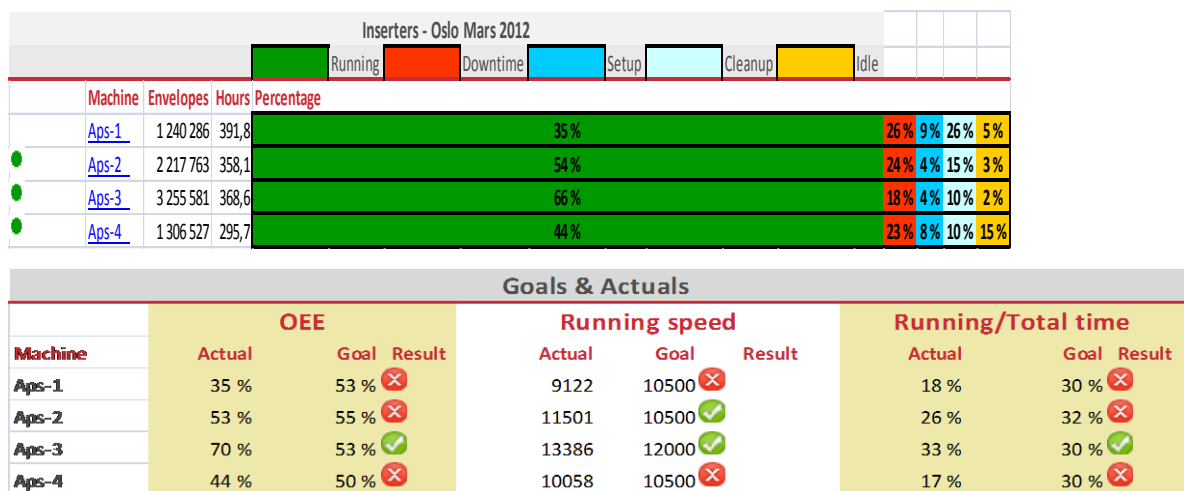 Inserters - Oslo Mars 2012
Running Downtime Setup Cleanup Idle
Machine Envelopes Hours Percentage
Aps-1 1 240 286 391,8 35 % 26 % 9 % 26 % 5 %
Aps-2 2 217 763 358,1 54 % 24 % 4 % 15 % 3 %
Aps-3 3 255 581 368,6 66 % 18 % 4 % 10 % 2 %
Aps-4 1 306 527 295,7 44 % 23 % 8 % 10 % 15 %
Goals & Actuals
OEE Running speed Running/Total time
Machine Actual Goal Result Actual Goal Result Actual Goal Result
Aps-1 35 % 53 % 9122 10500 18 % 30 %
Aps-2 53 % 55 % 11501 10500 26 % 32 %
Aps-3 70 % 53 % 13386 12000 33 % 30 %
Aps-4 44 % 50 % 10058 10500 17 % 30 %